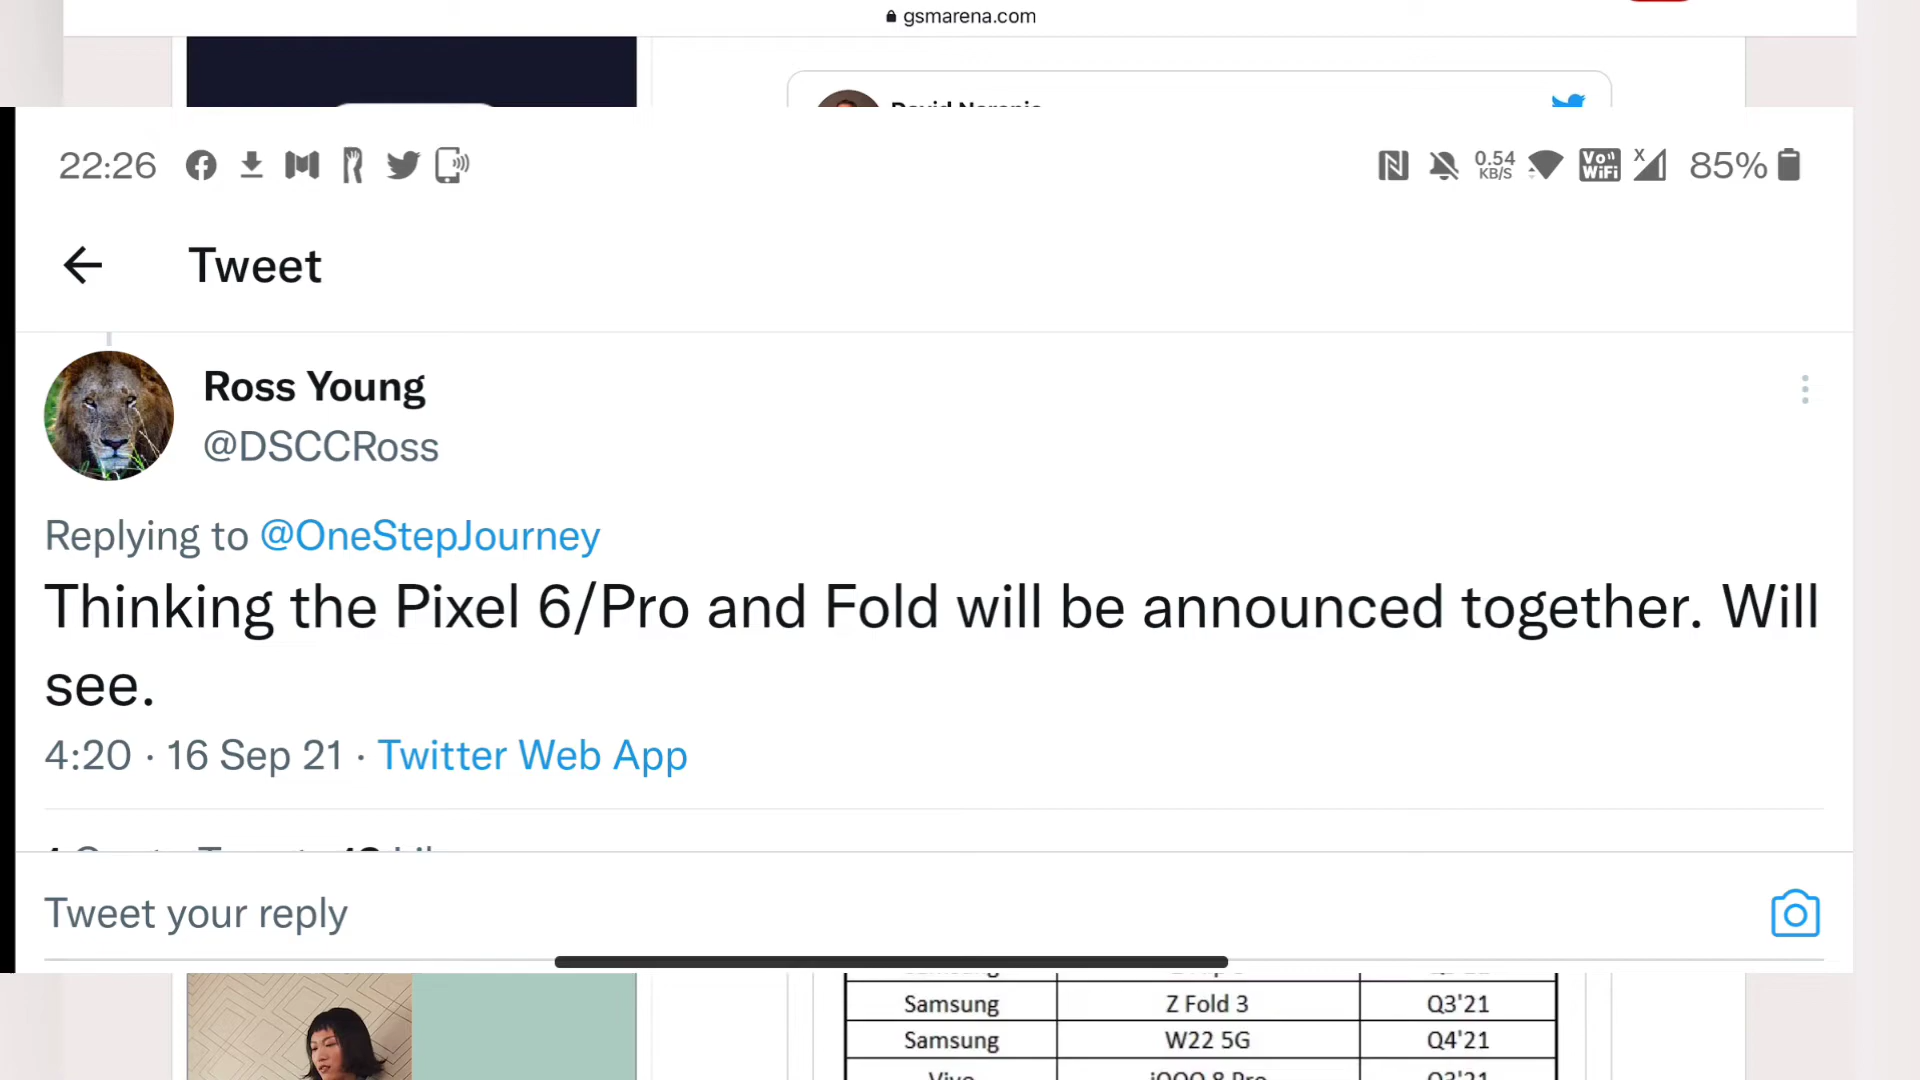 gsmarena.com
22:26
0.54
KB/S
Vo
WiFi
X
85%
Tweet
Ross Young
@DSCCRoss
Replying to @OneStepJourney
Thinking the Pixel 6/Pro and Fold will be announced together. Will
see.
4:20 · 16 Sep 21 · Twitter Web App
Tweet your reply
Samsung Z Fold 3 Q3'21
Samsung W22 5G Q4'21